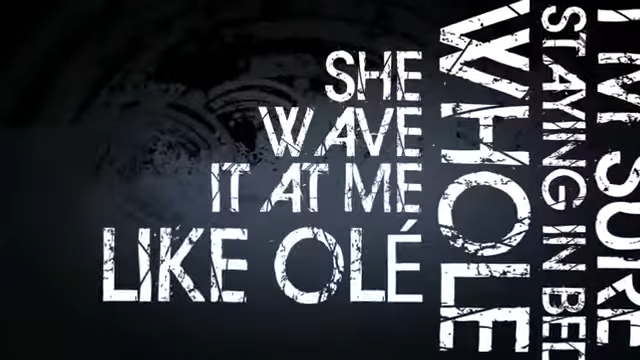 SHE
WAVE
IT AT ME
LIKE OLÉ
WHOLE
STAYING IN BED
I'M SURE